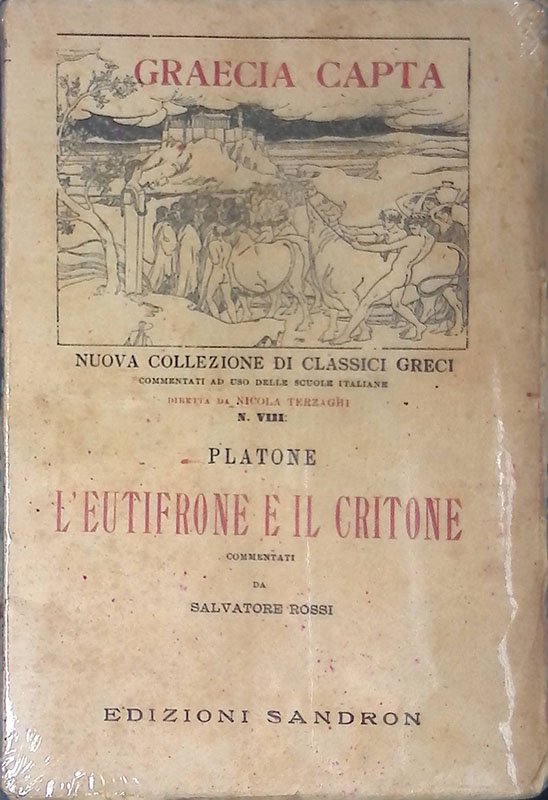 GRAECIA CAPTA
NUOVA COLLEZIONE DI CLASSICI GRECI
COMMENTATI AD USO DELLE SCUOLE ITALIANE
DIRETTA DA NICOLA TERZAGHI
N. VIII
PLATONE
L'EUTIFRONE E IL CRITONE
COMMENTATI
DA
SALVATORE ROSSI
EDIZIONI SANDRON